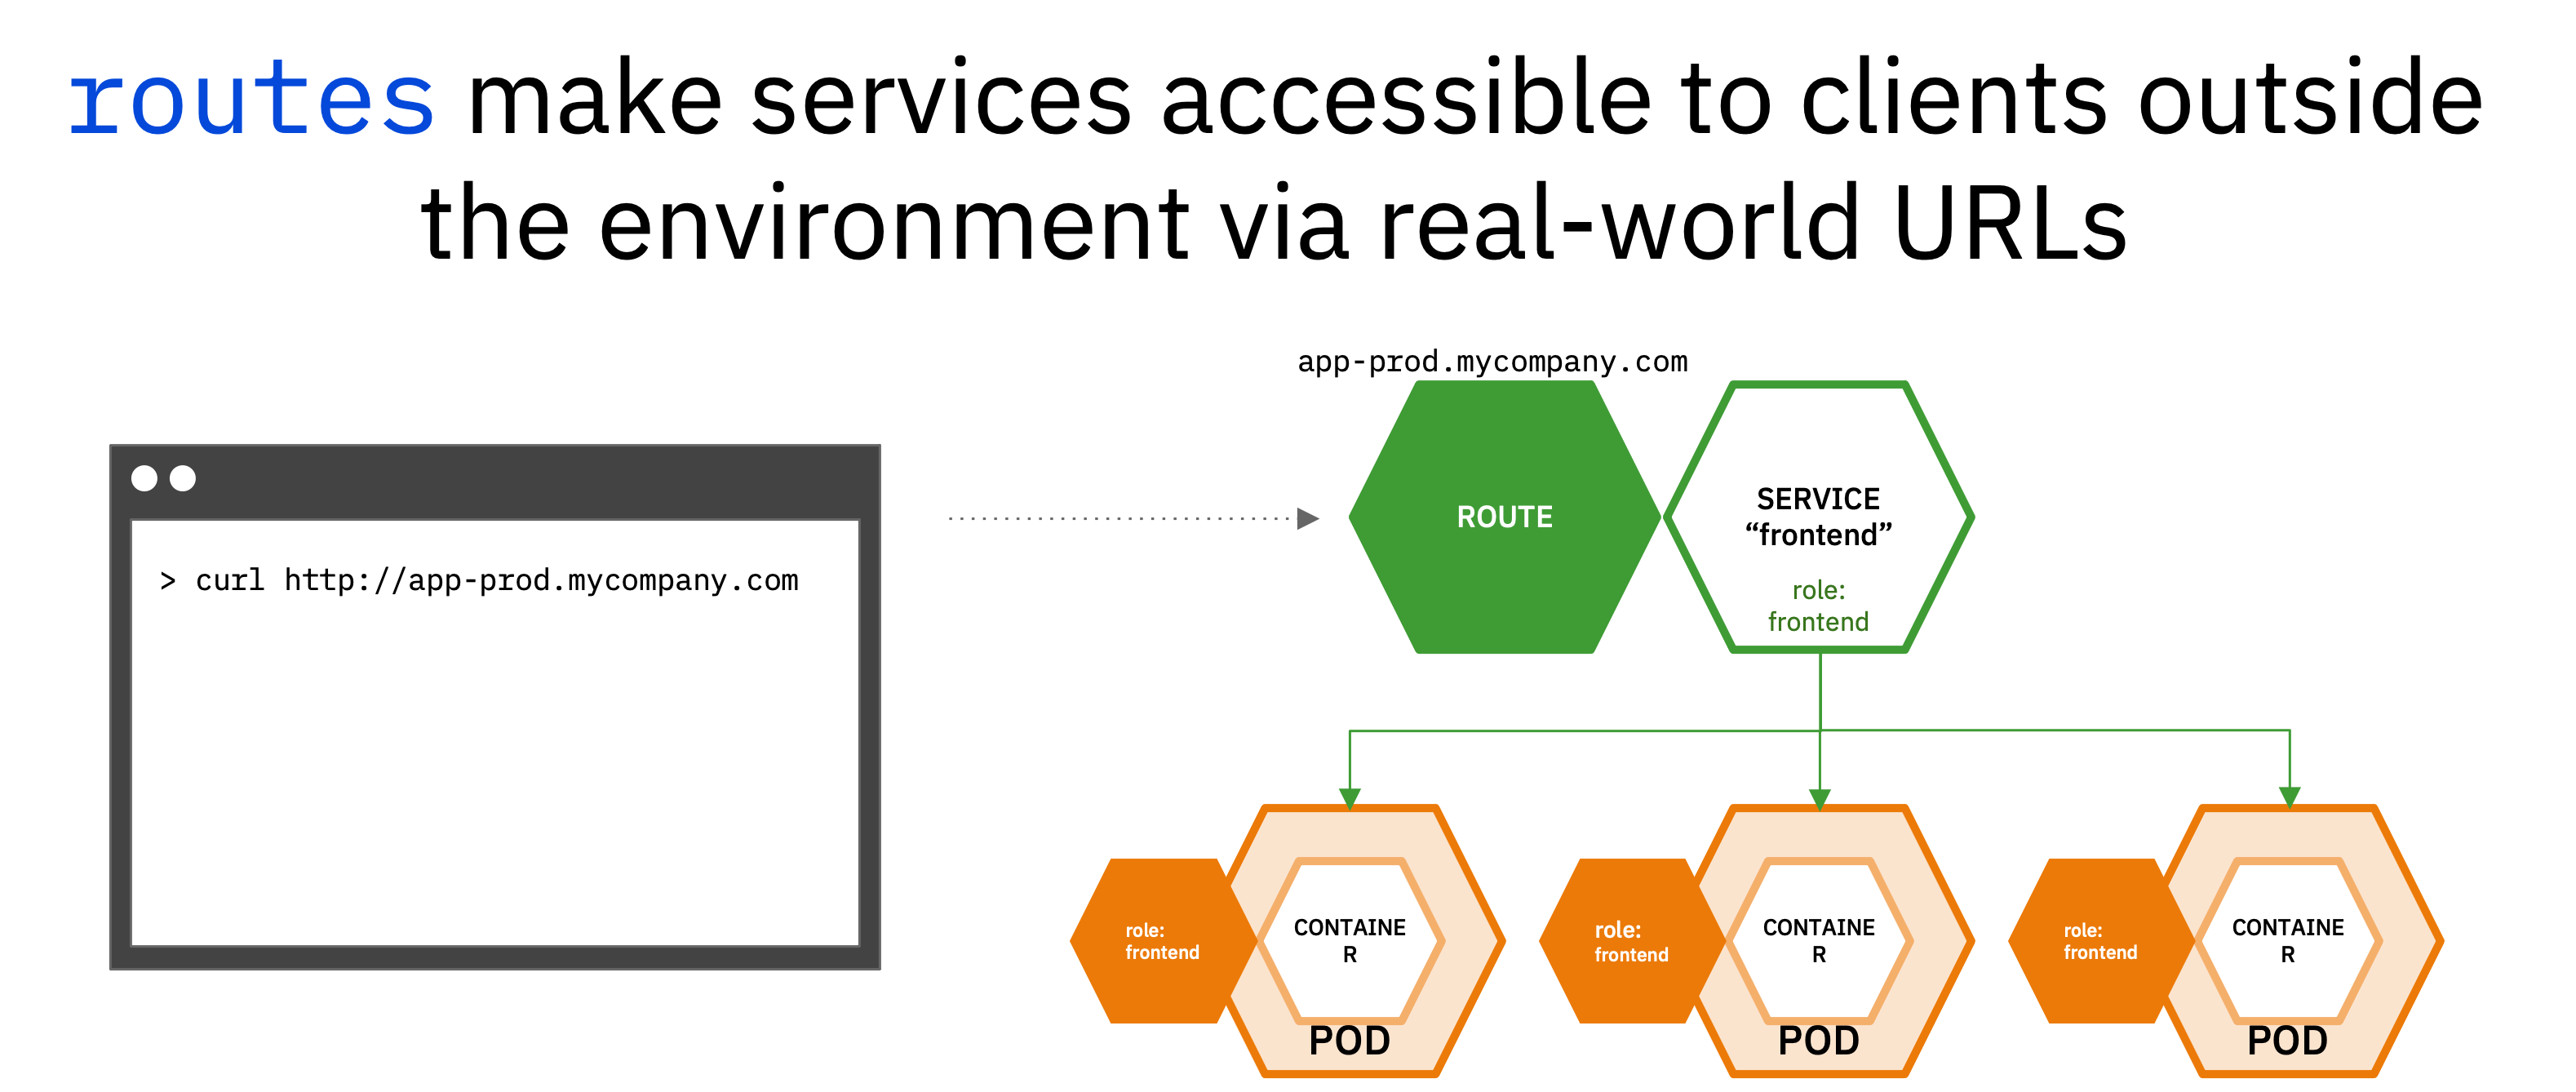 routes make services accessible to clients outside
the environment via real-world URLs
app-prod.mycompany.com
> curl http://app-prod.mycompany.com
ROUTE
SERVICE
“frontend”
role:
frontend
role:
frontend
CONTAINE
R
POD
role:
frontend
CONTAINE
R
POD
role:
frontend
CONTAINE
R
POD